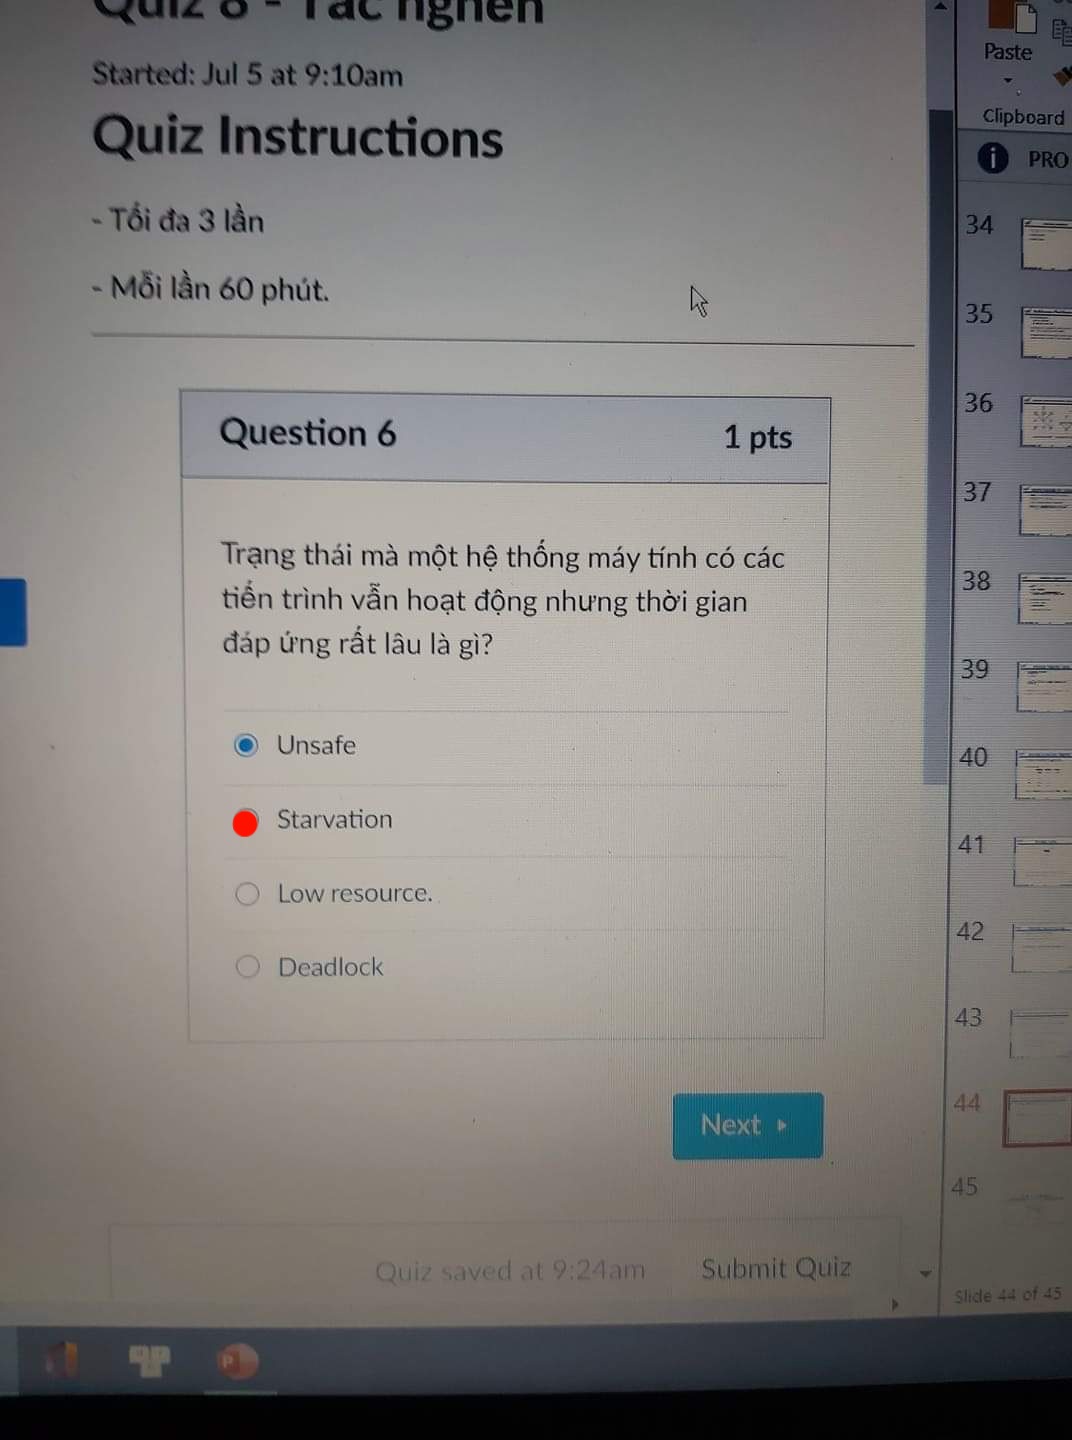 Quiz 8 - Tắc nghẽn
Started: Jul 5 at 9:10am
Quiz Instructions
- Tối đa 3 lần
- Mỗi lần 60 phút.
Question 6
1 pts
Trạng thái mà một hệ thống máy tính có các
tiến trình vẫn hoạt động nhưng thời gian
đáp ứng rất lâu là gì?
Unsafe
Starvation
Low resource.
Deadlock
Next
Quiz saved at 9:24am
Submit Quiz
Paste
Clipboard
PRO
34
35
36
37
38
39
40
41
42
43
44
45
Slide 44 of 45